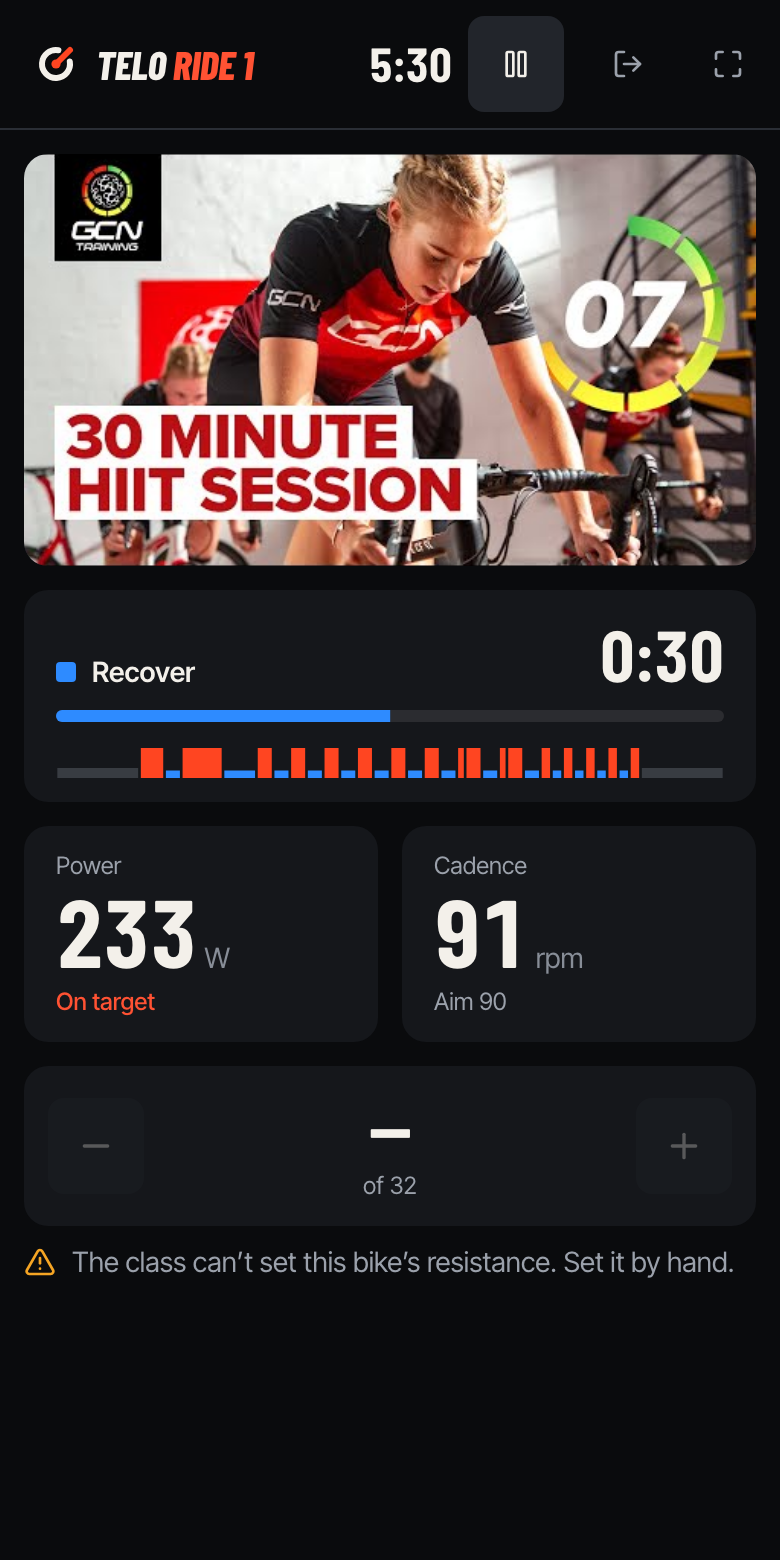 TELO RIDE 1
5:30
GCN
TRAINING
07
GCN
GCN
30 MINUTE
HIIT SESSION
Recover
0:30
Power
233 W
On target
Cadence
91 rpm
Aim 90
–
of 32
+
The class can’t set this bike’s resistance. Set it by hand.